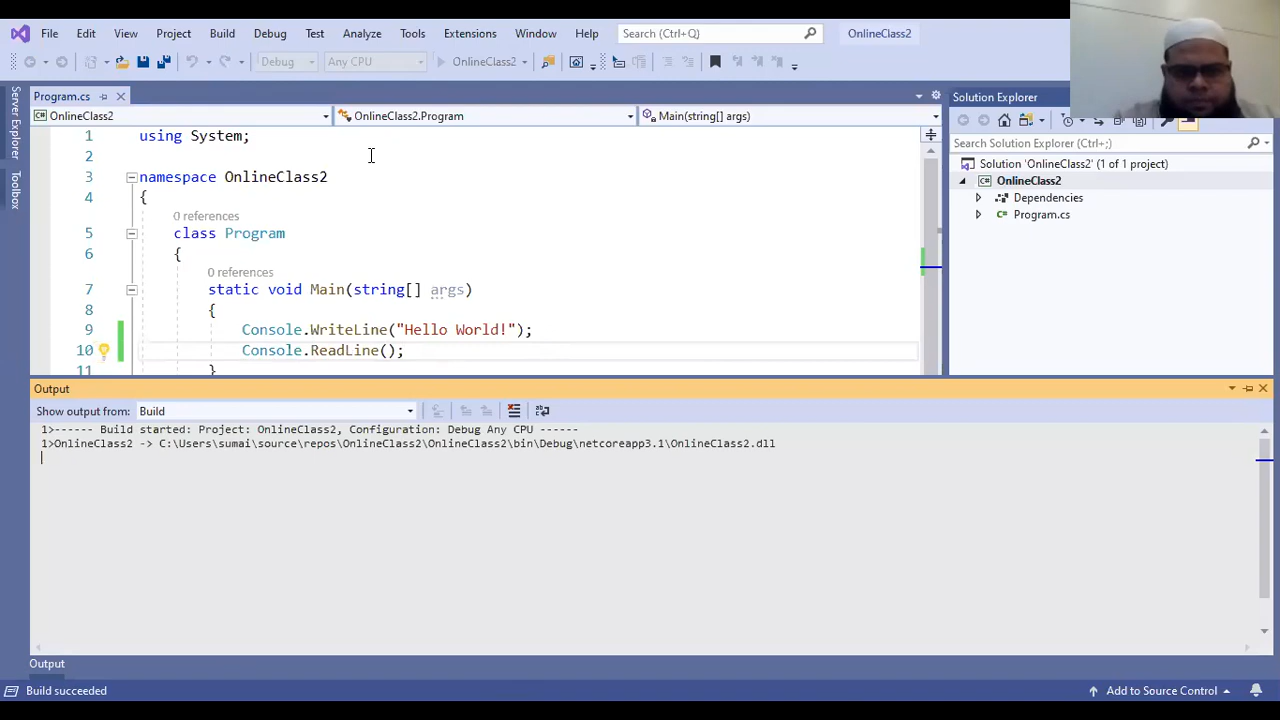 File Edit View Project Build Debug Test Analyze Tools Extensions Window Help Search (Ctrl+Q) OnlineClass2
Debug Any CPU OnlineClass2
Server Explorer
Toolbox
Program.cs
OnlineClass2 OnlineClass2.Program Main(string[] args)
1 using System;
2
3 namespace OnlineClass2
4 {
0 references
5 class Program
6 {
0 references
7 static void Main(string[] args)
8 {
9 Console.WriteLine("Hello World!");
10 Console.ReadLine();
11 }
Solution Explorer
Search Solution Explorer (Ctrl+;)
Solution 'OnlineClass2' (1 of 1 project)
C# OnlineClass2
Dependencies
C# Program.cs
Output
Show output from: Build
1>------ Build started: Project: OnlineClass2, Configuration: Debug Any CPU ------
1>OnlineClass2 -> C:\Users\sumai\source\repos\OnlineClass2\OnlineClass2\bin\Debug\netcoreapp3.1\OnlineClass2.dll
Output
Build succeeded
Add to Source Control